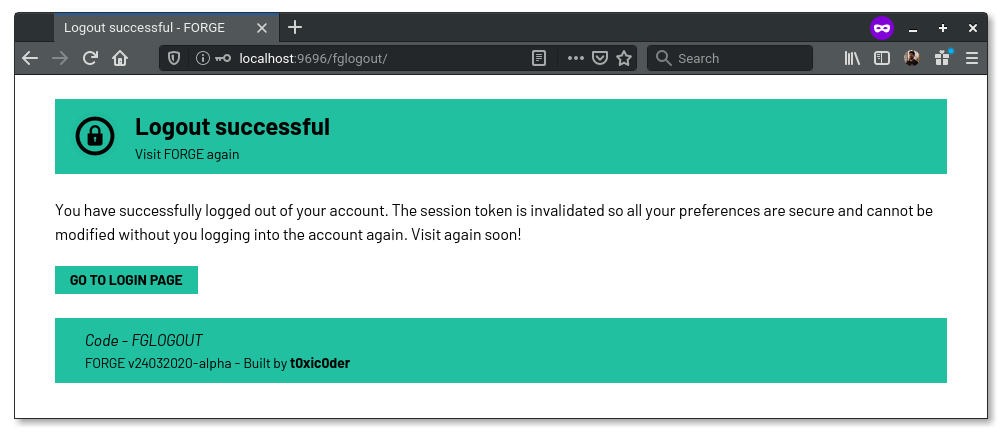 Logout successful - FORGE
localhost:9696/fglogout/
Search
Logout successful
Visit FORGE again
You have successfully logged out of your account. The session token is invalidated so all your preferences are secure and cannot be
modified without you logging into the account again. Visit again soon!
GO TO LOGIN PAGE
Code - FGLOGOUT
FORGE v24032020-alpha - Built by t0xic0der